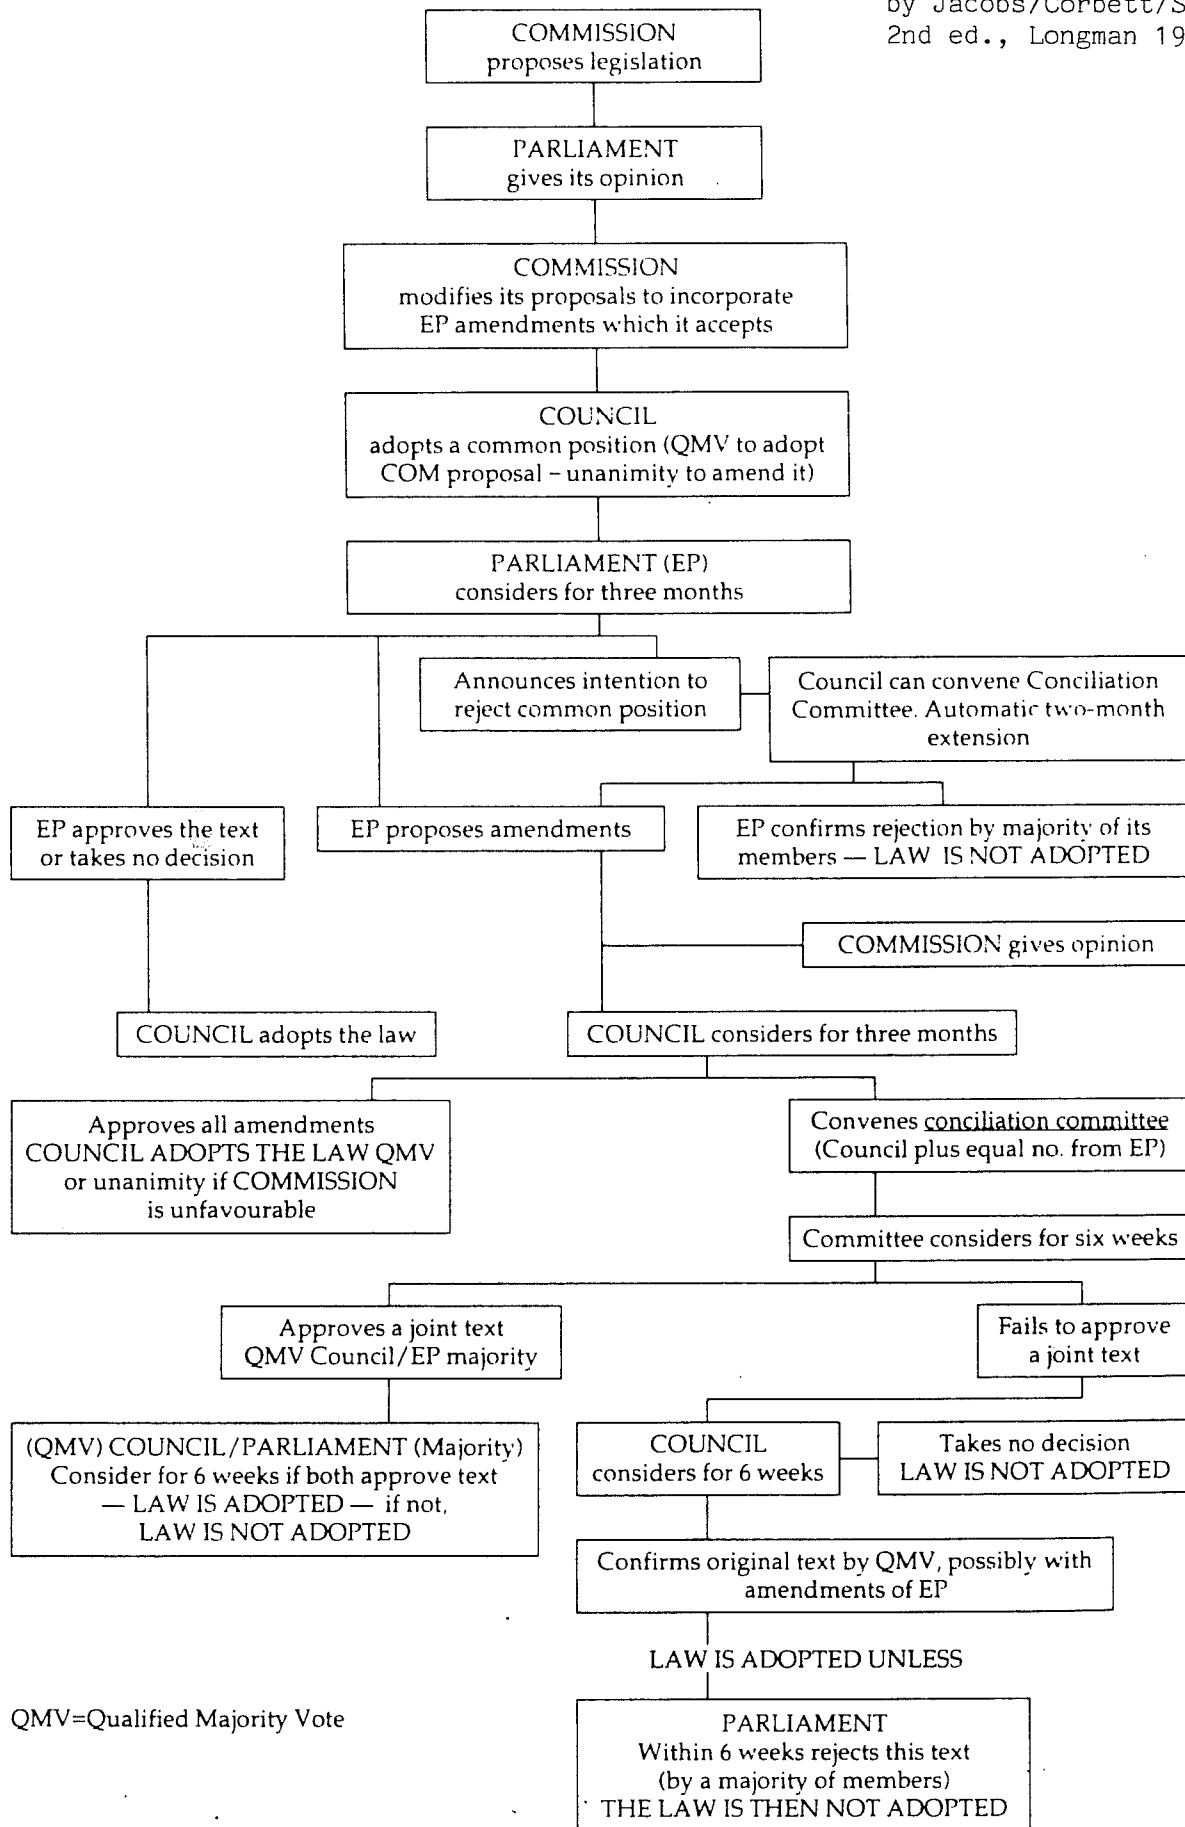 by Jacobs/Corbett/S
2nd ed., Longman 19
COMMISSION
proposes legislation
PARLIAMENT
gives its opinion
COMMISSION
modifies its proposals to incorporate
EP amendments which it accepts
COUNCIL
adopts a common position (QMV to adopt
COM proposal – unanimity to amend it)
PARLIAMENT (EP)
considers for three months
Announces intention to
reject common position
Council can convene Conciliation
Committee. Automatic two-month
extension
EP approves the text
or takes no decision
EP proposes amendments
EP confirms rejection by majority of its
members — LAW IS NOT ADOPTED
COMMISSION gives opinion
COUNCIL adopts the law
COUNCIL considers for three months
Approves all amendments
COUNCIL ADOPTS THE LAW QMV
or unanimity if COMMISSION
is unfavourable
Convenes conciliation committee
(Council plus equal no. from EP)
Committee considers for six weeks
Approves a joint text
QMV Council/EP majority
Fails to approve
a joint text
(QMV) COUNCIL/PARLIAMENT (Majority)
Consider for 6 weeks if both approve text
— LAW IS ADOPTED — if not,
LAW IS NOT ADOPTED
COUNCIL
considers for 6 weeks
Takes no decision
LAW IS NOT ADOPTED
Confirms original text by QMV, possibly with
amendments of EP
LAW IS ADOPTED UNLESS
PARLIAMENT
Within 6 weeks rejects this text
(by a majority of members)
THE LAW IS THEN NOT ADOPTED
QMV=Qualified Majority Vote